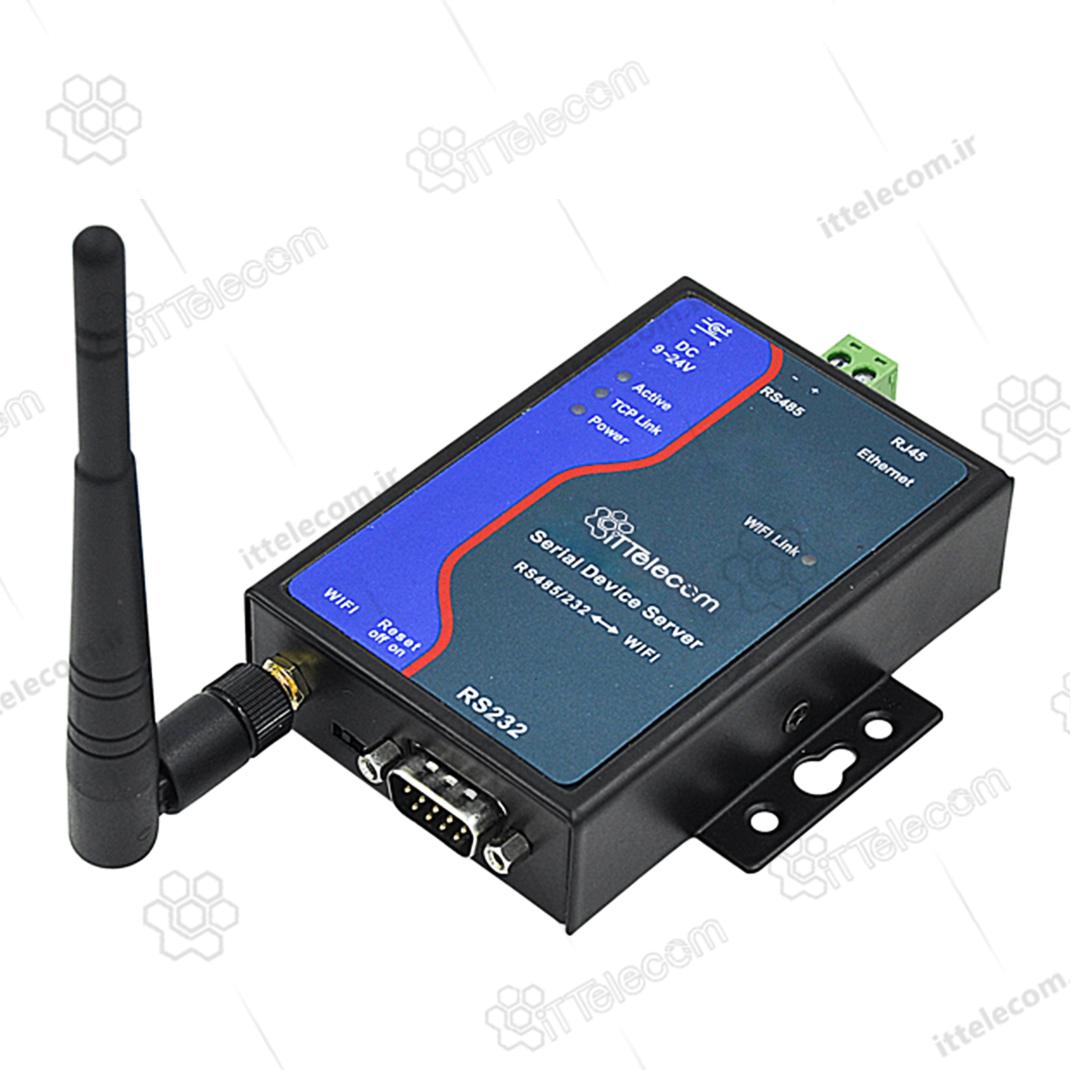 iTTelecom
ittelecom.ir
iTTelecom
DC
9~24V
- +
Active
TCP Link
Power
- +
RS485
RJ45
Ethernet
WIFI Link
iTTelecom
Serial Device Server
RS485/232 ↔ WIFI
WIFI
Reset
off on
RS232
ittelecom.ir
ittelecom.ir
iTTelecom
iTTelecom
ittelecom.